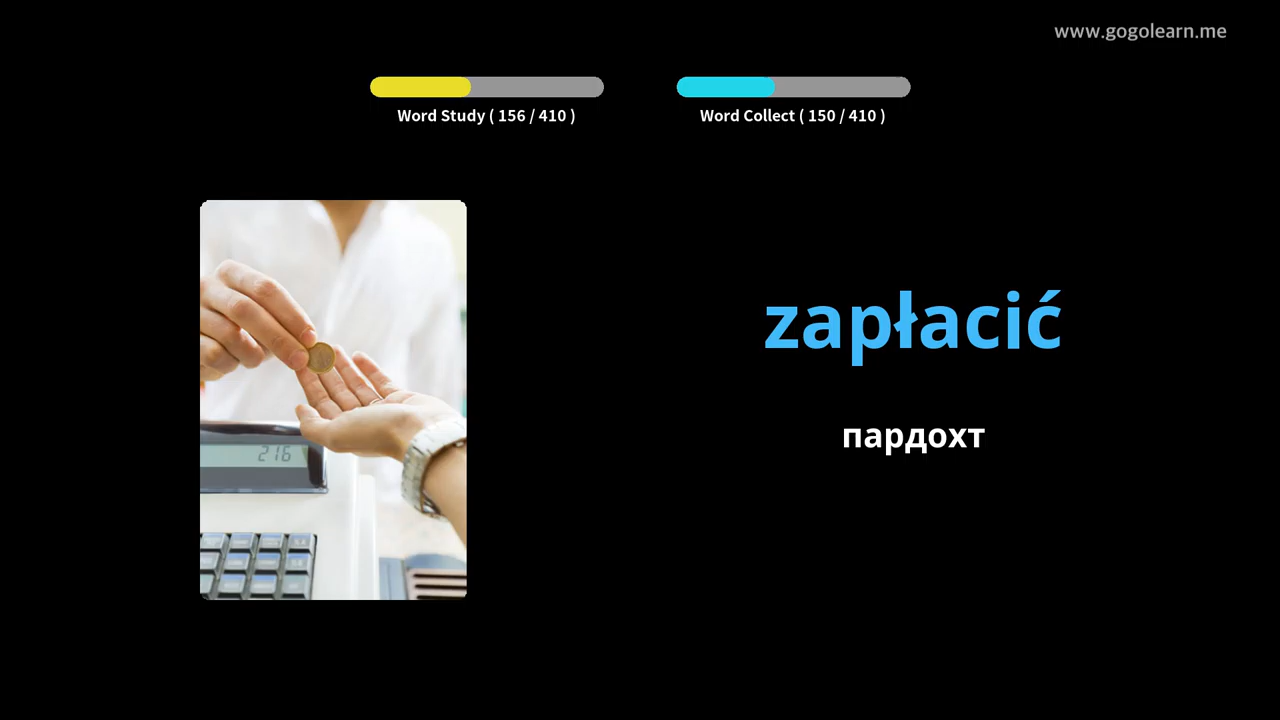 www.gogolearn.me
Word Study ( 156 / 410 )
Word Collect ( 150 / 410 )
216
zapłacić
пардохт